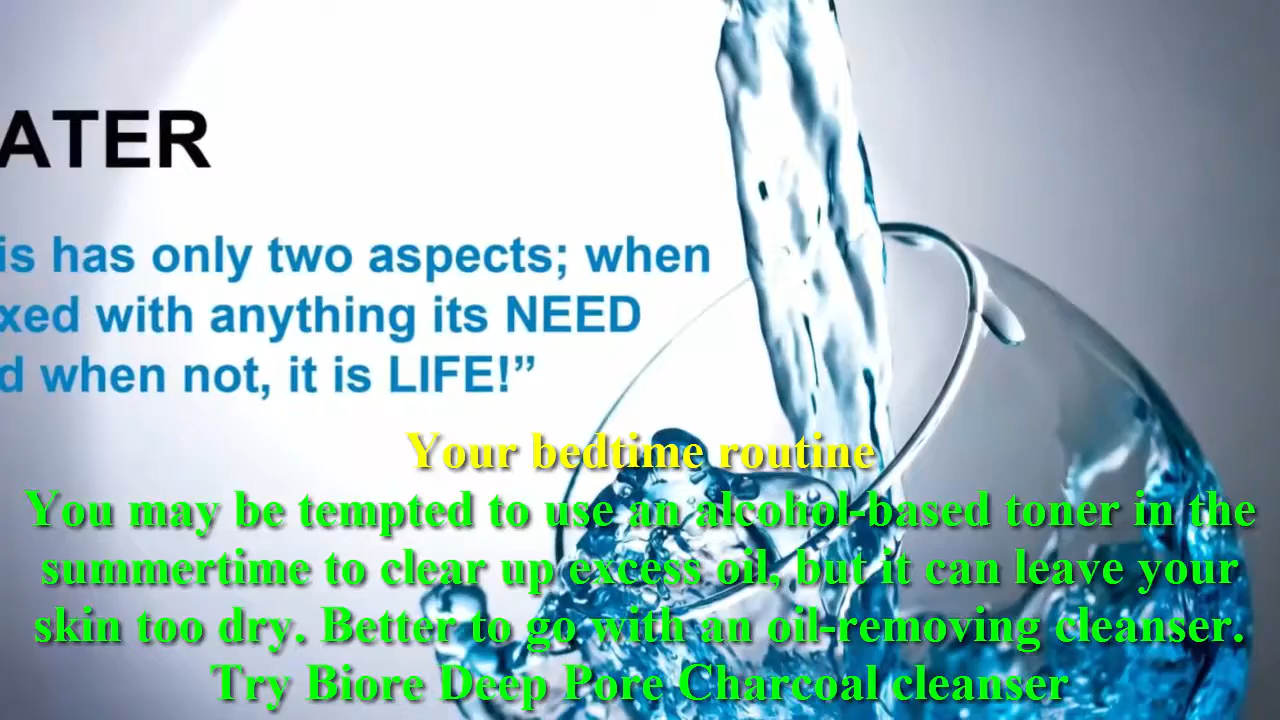 ATER
is has only two aspects; when
xed with anything its NEED
d when not, it is LIFE!”
Your bedtime routine
You may be tempted to use an alcohol-based toner in the
summertime to clear up excess oil, but it can leave your
skin too dry. Better to go with an oil-removing cleanser.
Try Biore Deep Pore Charcoal cleanser